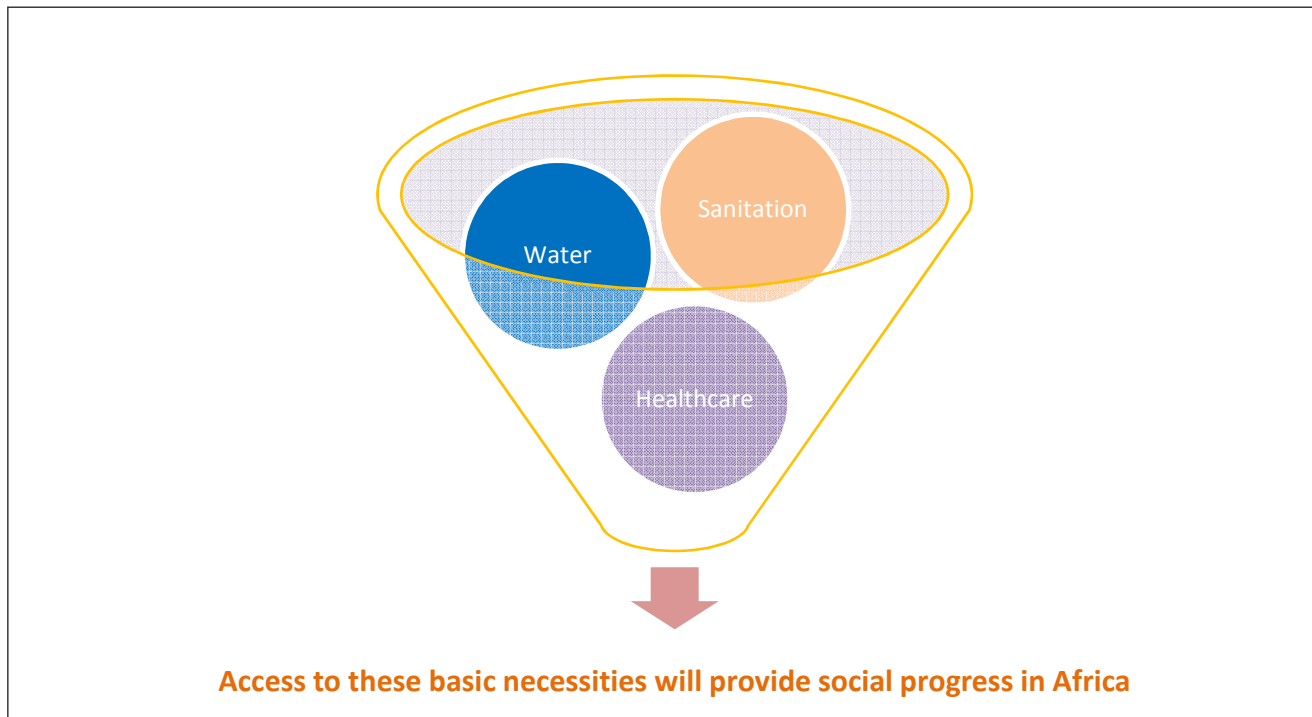 Sanitation
Water
Healthcare
Access to these basic necessities will provide social progress in Africa